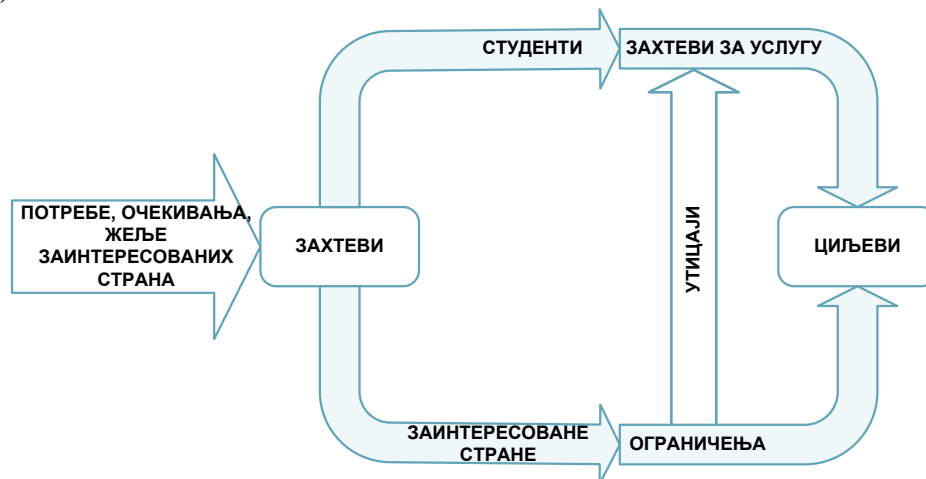 СТУДЕНТИ
ЗАХТЕВИ ЗА УСЛУГУ
ПОТРЕБЕ, ОЧЕКИВАЊА,
ЖЕЉЕ
ЗАИНТЕРЕСОВАНИХ
СТРАНА
ЗАХТЕВИ
УТИЦАЈИ
ЦИЉЕВИ
ЗАИНТЕРЕСОВАНЕ
СТРАНЕ
ОГРАНИЧЕЊА